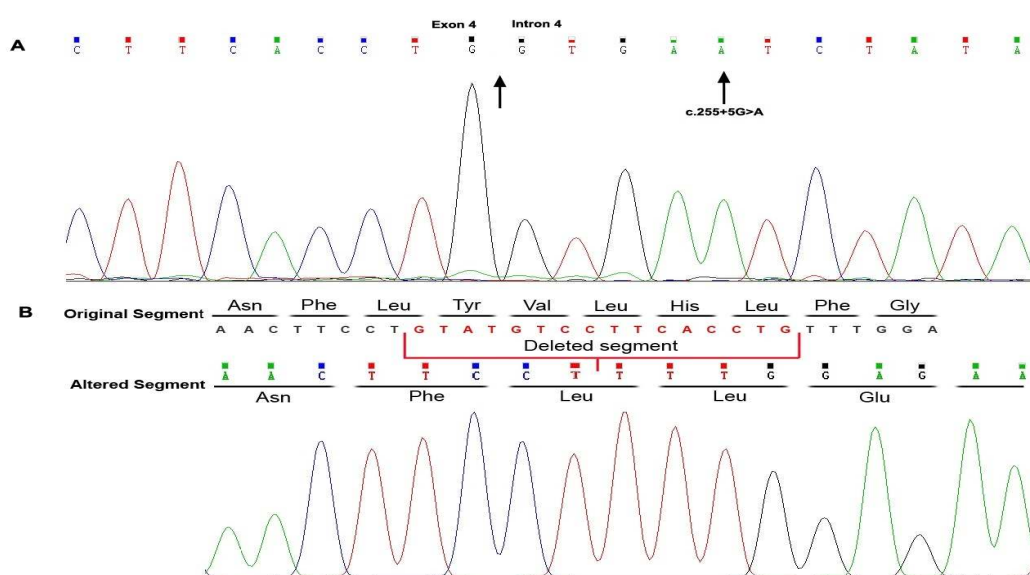 Exon 4 Intron 4
A C T T C A C C T G G T G A A T C T A T A
c.255+5G>A
Asn Phe Leu Tyr Val Leu His Leu Phe Gly
B Original Segment A A C T T C C T G T A T G T C C T T C A C C T G T T T G G A
Deleted segment
Altered Segment A A C T T C C T T T T G G A G A A
Asn Phe Leu Leu Glu